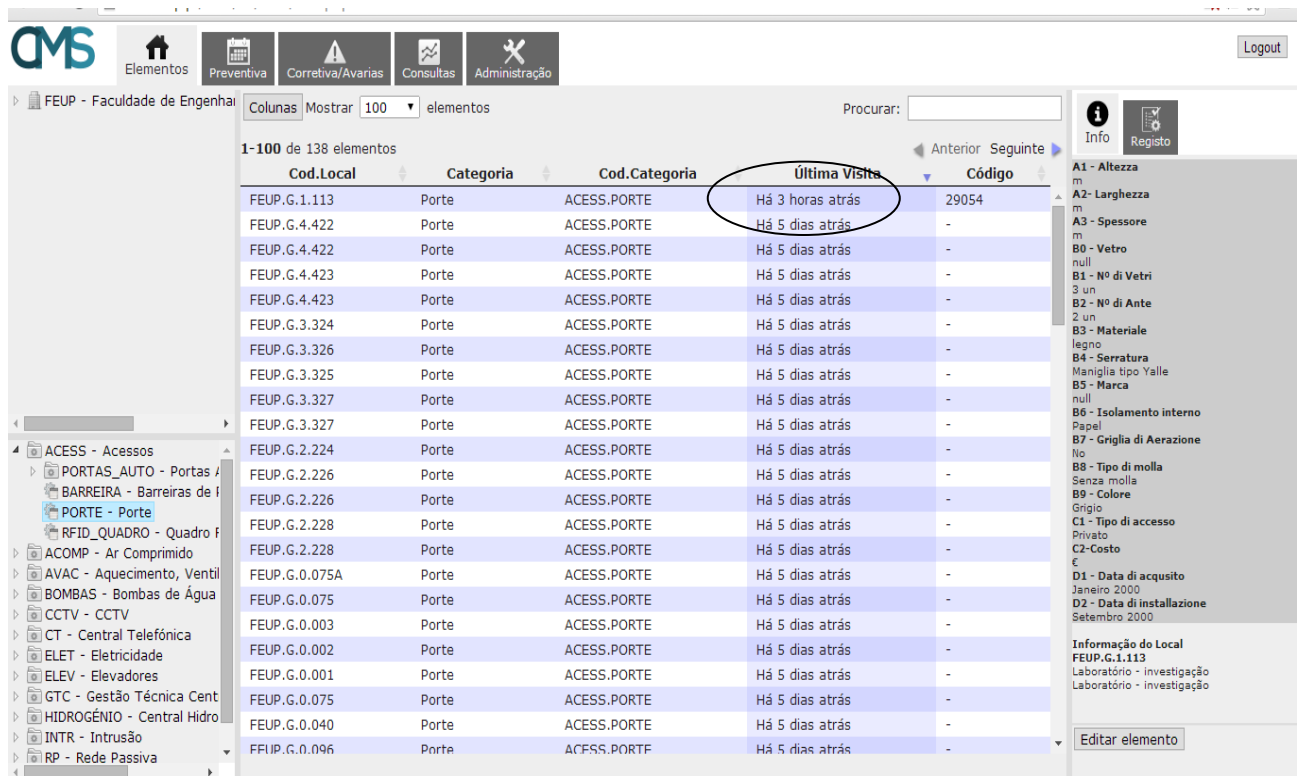 CMS
Elementos
Preventiva
Corretiva/Avarias
Consultas
Administração
Logout
FEUP - Faculdade de Engenhar
Colunas Mostrar 100 elementos
Procurar:
1-100 de 138 elementos
Anterior Seguinte
Cod.Local Categoria Cod.Categoria Última Visita Código
FEUP.G.1.113 Porte ACESS.PORTE Há 3 horas atrás 29054
FEUP.G.4.422 Porte ACESS.PORTE Há 5 dias atrás -
FEUP.G.4.422 Porte ACESS.PORTE Há 5 dias atrás -
FEUP.G.4.423 Porte ACESS.PORTE Há 5 dias atrás -
FEUP.G.4.423 Porte ACESS.PORTE Há 5 dias atrás -
FEUP.G.3.324 Porte ACESS.PORTE Há 5 dias atrás -
FEUP.G.3.326 Porte ACESS.PORTE Há 5 dias atrás -
FEUP.G.3.325 Porte ACESS.PORTE Há 5 dias atrás -
FEUP.G.3.327 Porte ACESS.PORTE Há 5 dias atrás -
FEUP.G.3.327 Porte ACESS.PORTE Há 5 dias atrás -
FEUP.G.2.224 Porte ACESS.PORTE Há 5 dias atrás -
FEUP.G.2.226 Porte ACESS.PORTE Há 5 dias atrás -
FEUP.G.2.226 Porte ACESS.PORTE Há 5 dias atrás -
FEUP.G.2.228 Porte ACESS.PORTE Há 5 dias atrás -
FEUP.G.2.228 Porte ACESS.PORTE Há 5 dias atrás -
FEUP.G.0.075A Porte ACESS.PORTE Há 5 dias atrás -
FEUP.G.0.075 Porte ACESS.PORTE Há 5 dias atrás -
FEUP.G.0.003 Porte ACESS.PORTE Há 5 dias atrás -
FEUP.G.0.002 Porte ACESS.PORTE Há 5 dias atrás -
FEUP.G.0.001 Porte ACESS.PORTE Há 5 dias atrás -
FEUP.G.0.075 Porte ACESS.PORTE Há 5 dias atrás -
FEUP.G.0.040 Porte ACESS.PORTE Há 5 dias atrás -
FEUP.G.0.096 Porte ACESS.PORTE Há 5 dias atrás -
ACESS - Acessos
PORTAS_AUTO - Portas A
BARREIRA - Barreiras de
PORTE - Porte
RFID_QUADRO - Quadro
ACOMP - Ar Comprimido
AVAC - Aquecimento, Ventil
BOMBAS - Bombas de Água
CCTV - CCTV
CT - Central Telefónica
ELET - Eletricidade
ELEV - Elevadores
GTC - Gestão Técnica Cent
HIDROGÉNIO - Central Hidro
INTR - Intrusão
RP - Rede Passiva
Info
Registo
A1 - Altezza
m
A2- Larghezza
m
A3 - Spessore
m
B0 - Vetro
null
B1 - Nº di Vetri
3 un
B2 - Nº di Ante
2 un
B3 - Materiale
legno
B4 - Serratura
Maniglia tipo Yalle
B5 - Marca
null
B6 - Isolamento interno
Papel
B7 - Griglia di Aerazione
No
B8 - Tipo di molla
Senza molla
B9 - Colore
Grigio
C1 - Tipo di accesso
Privato
C2-Costo
€
D1 - Data di acqusito
Janeiro 2000
D2 - Data di installazione
Setembro 2000
Informação do Local
FEUP.G.1.113
Laboratório - investigação
Laboratório - investigação
Editar elemento